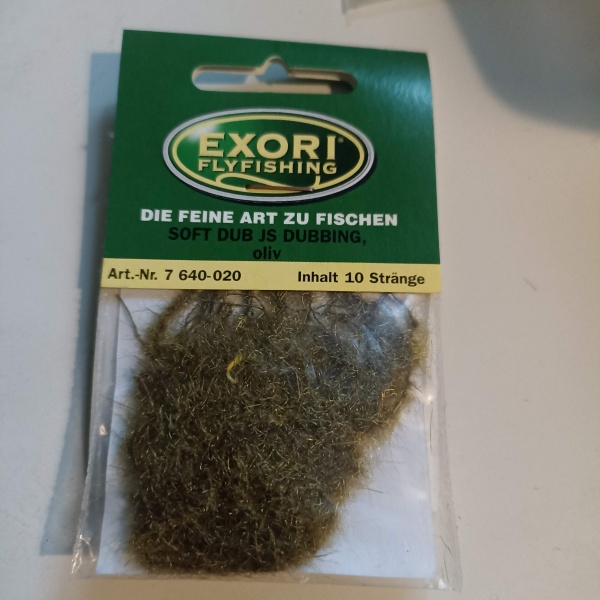 EXORI®
FLYFISHING
DIE FEINE ART ZU FISCHEN
SOFT DUB JS DUBBING,
oliv
Art.-Nr. 7 640-020 Inhalt 10 Stränge